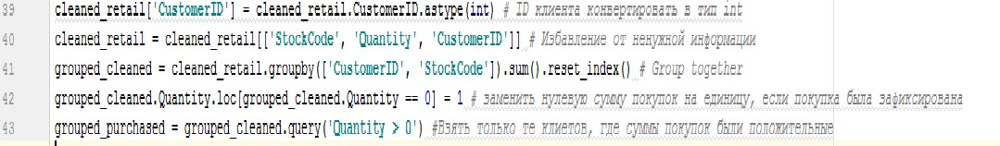 39 cleaned_retail['CustomerID'] = cleaned_retail.CustomerID.astype(int) # ID клиента конвертировать в тип int
40 cleaned_retail = cleaned_retail[['StockCode', 'Quantity', 'CustomerID']] # Избавление от ненужной информации
41 grouped_cleaned = cleaned_retail.groupby(['CustomerID', 'StockCode']).sum().reset_index() # Group together
42 grouped_cleaned.Quantity.loc[grouped_cleaned.Quantity == 0] = 1 # заменить нулевую сумму покупок на единицу, если покупка была зафиксирована
43 grouped_purchased = grouped_cleaned.query('Quantity > 0') #Взять только те клиетов, где суммы покупок были положительные